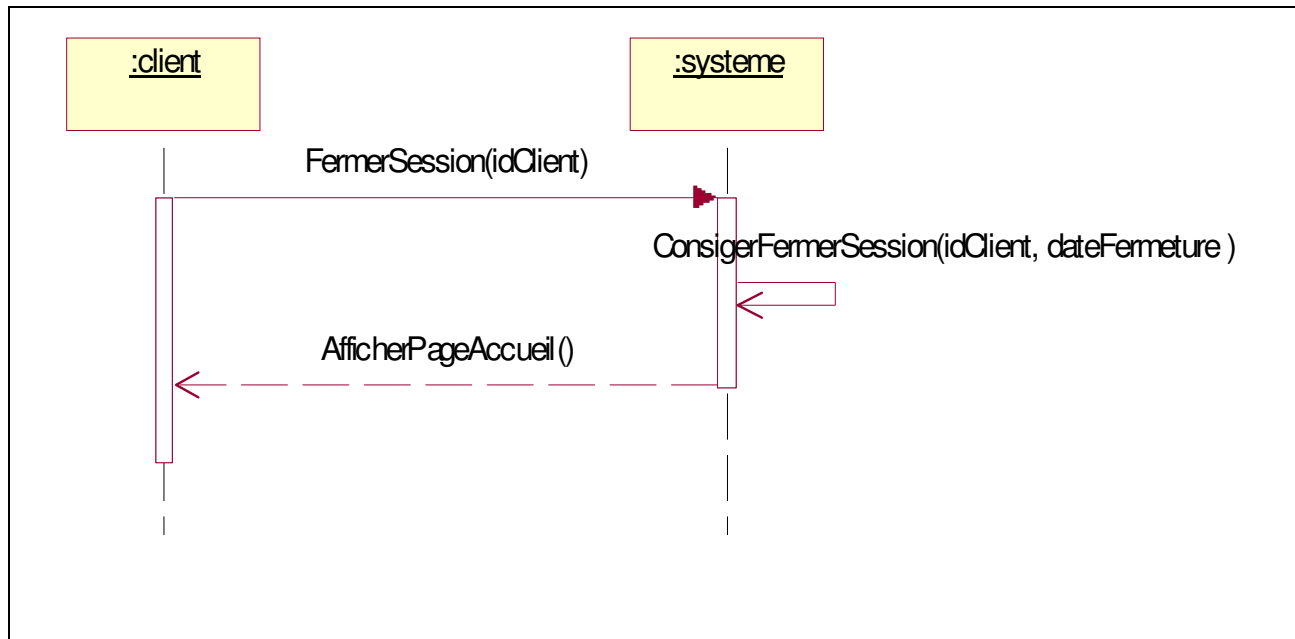 :client
:systeme
FermerSession(idClient)
ConsigerFermerSession(idClient, dateFermeture )
AfficherPageAccueil()